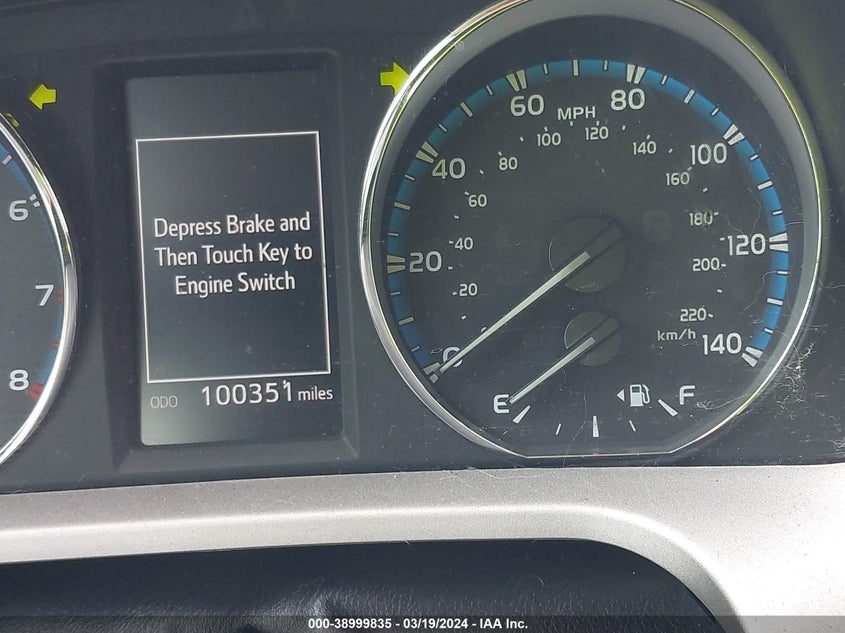 Depress Brake and
Then Touch Key to
Engine Switch
ODO 100351 miles
6
7
8
MPH
0
20
40
60
80
100
120
140
20
40
60
80
100
120
140
160
180
200
220
km/h
E
F
000-38999835 - 03/19/2024 - IAA Inc.